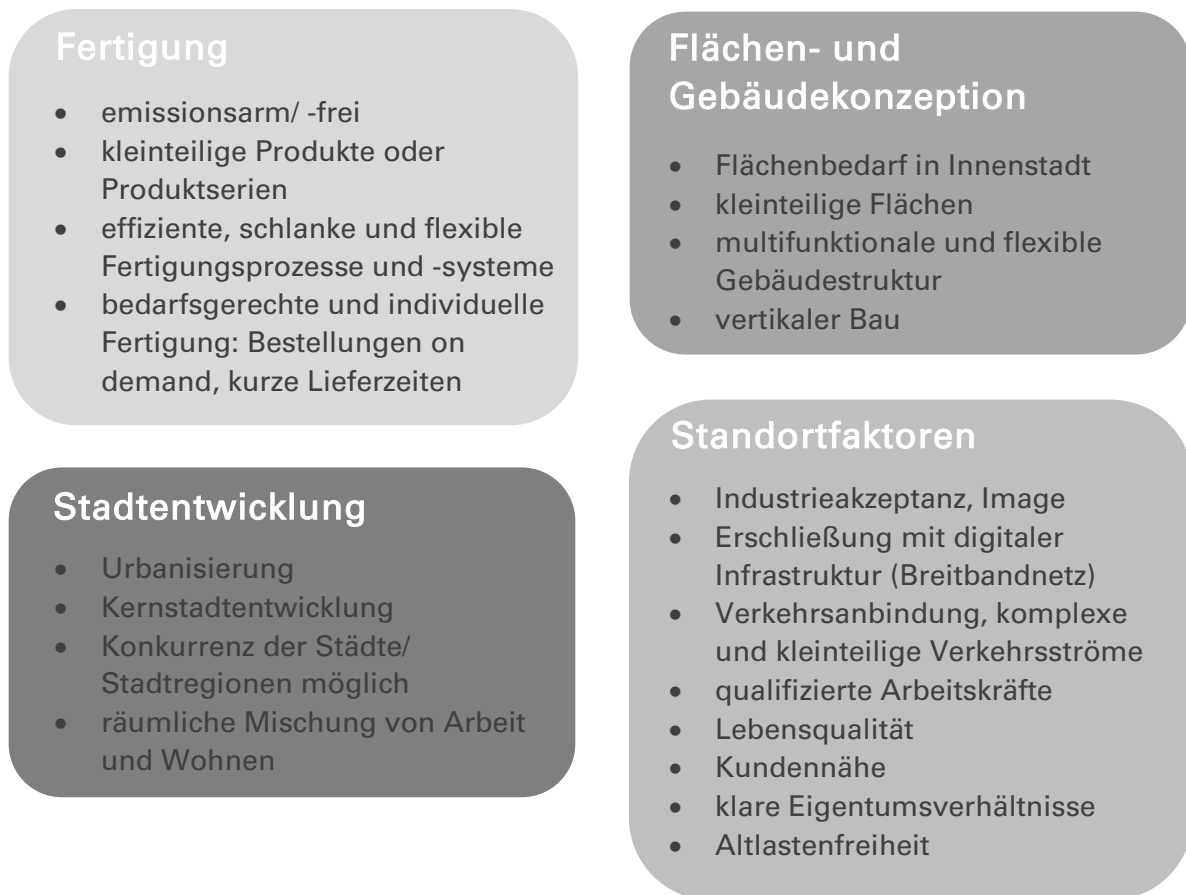 Fertigung
• emissionsarm/ -frei
• kleinteilige Produkte oder
Produktserien
• effiziente, schlanke und flexible
Fertigungsprozesse und -systeme
• bedarfsgerechte und individuelle
Fertigung: Bestellungen on
demand, kurze Lieferzeiten
Flächen- und
Gebäudekonzeption
• Flächenbedarf in Innenstadt
• kleinteilige Flächen
• multifunktionale und flexible
Gebäudestruktur
• vertikaler Bau
Stadtentwicklung
• Urbanisierung
• Kernstadtentwicklung
• Konkurrenz der Städte/
Stadtregionen möglich
• räumliche Mischung von Arbeit
und Wohnen
Standortfaktoren
• Industrieakzeptanz, Image
• Erschließung mit digitaler
Infrastruktur (Breitbandnetz)
• Verkehrsanbindung, komplexe
und kleinteilige Verkehrsströme
• qualifizierte Arbeitskräfte
• Lebensqualität
• Kundennähe
• klare Eigentumsverhältnisse
• Altlastenfreiheit